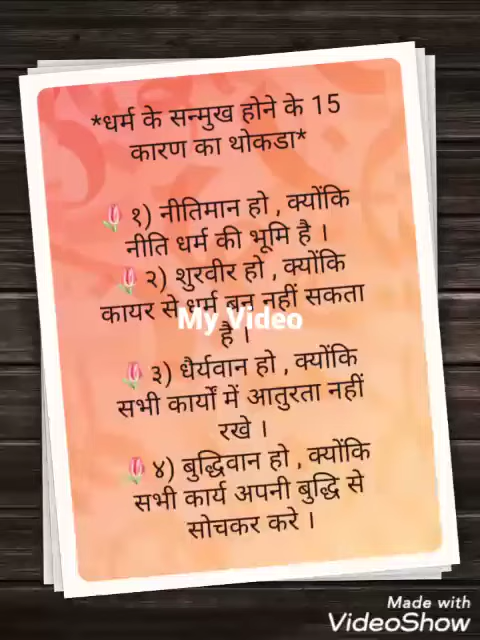 *धर्म के सन्मुख होने के 15
कारण का थोकडा*
१) नीतिमान हो , क्योंकि
नीति धर्म की भूमि है ।
२) शुरवीर हो , क्योंकि
कायर से धर्म बन नहीं सकता
है ।
My Video
३) धैर्यवान हो , क्योंकि
सभी कार्यों में आतुरता नहीं
रखे ।
४) बुद्धिवान हो , क्योंकि
सभी कार्य अपनी बुद्धि से
सोचकर करे ।
Made with
VideoShow